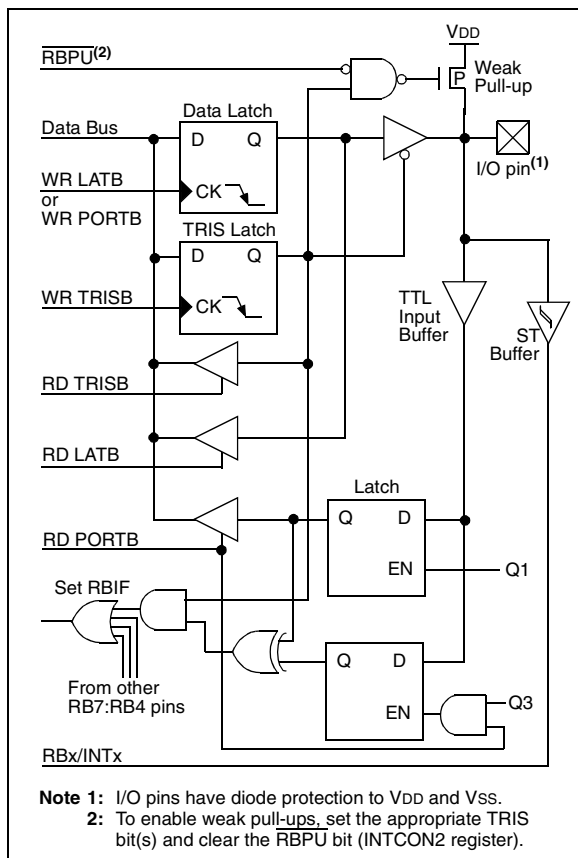 VDD
RBPU(2)
P
Weak
Pull-up
Data Latch
Data Bus
D Q
I/O pin(1)
WR LATB
or
WR PORTB
CK
TRIS Latch
D Q
WR TRISB
CK
TTL
Input
Buffer
ST
Buffer
RD TRISB
RD LATB
Latch
Q D
RD PORTB
EN
Q1
Set RBIF
Q D
From other
RB7:RB4 pins
EN
Q3
RBx/INTx
Note 1: I/O pins have diode protection to VDD and VSS.
2: To enable weak pull-ups, set the appropriate TRIS
bit(s) and clear the RBPU bit (INTCON2 register).